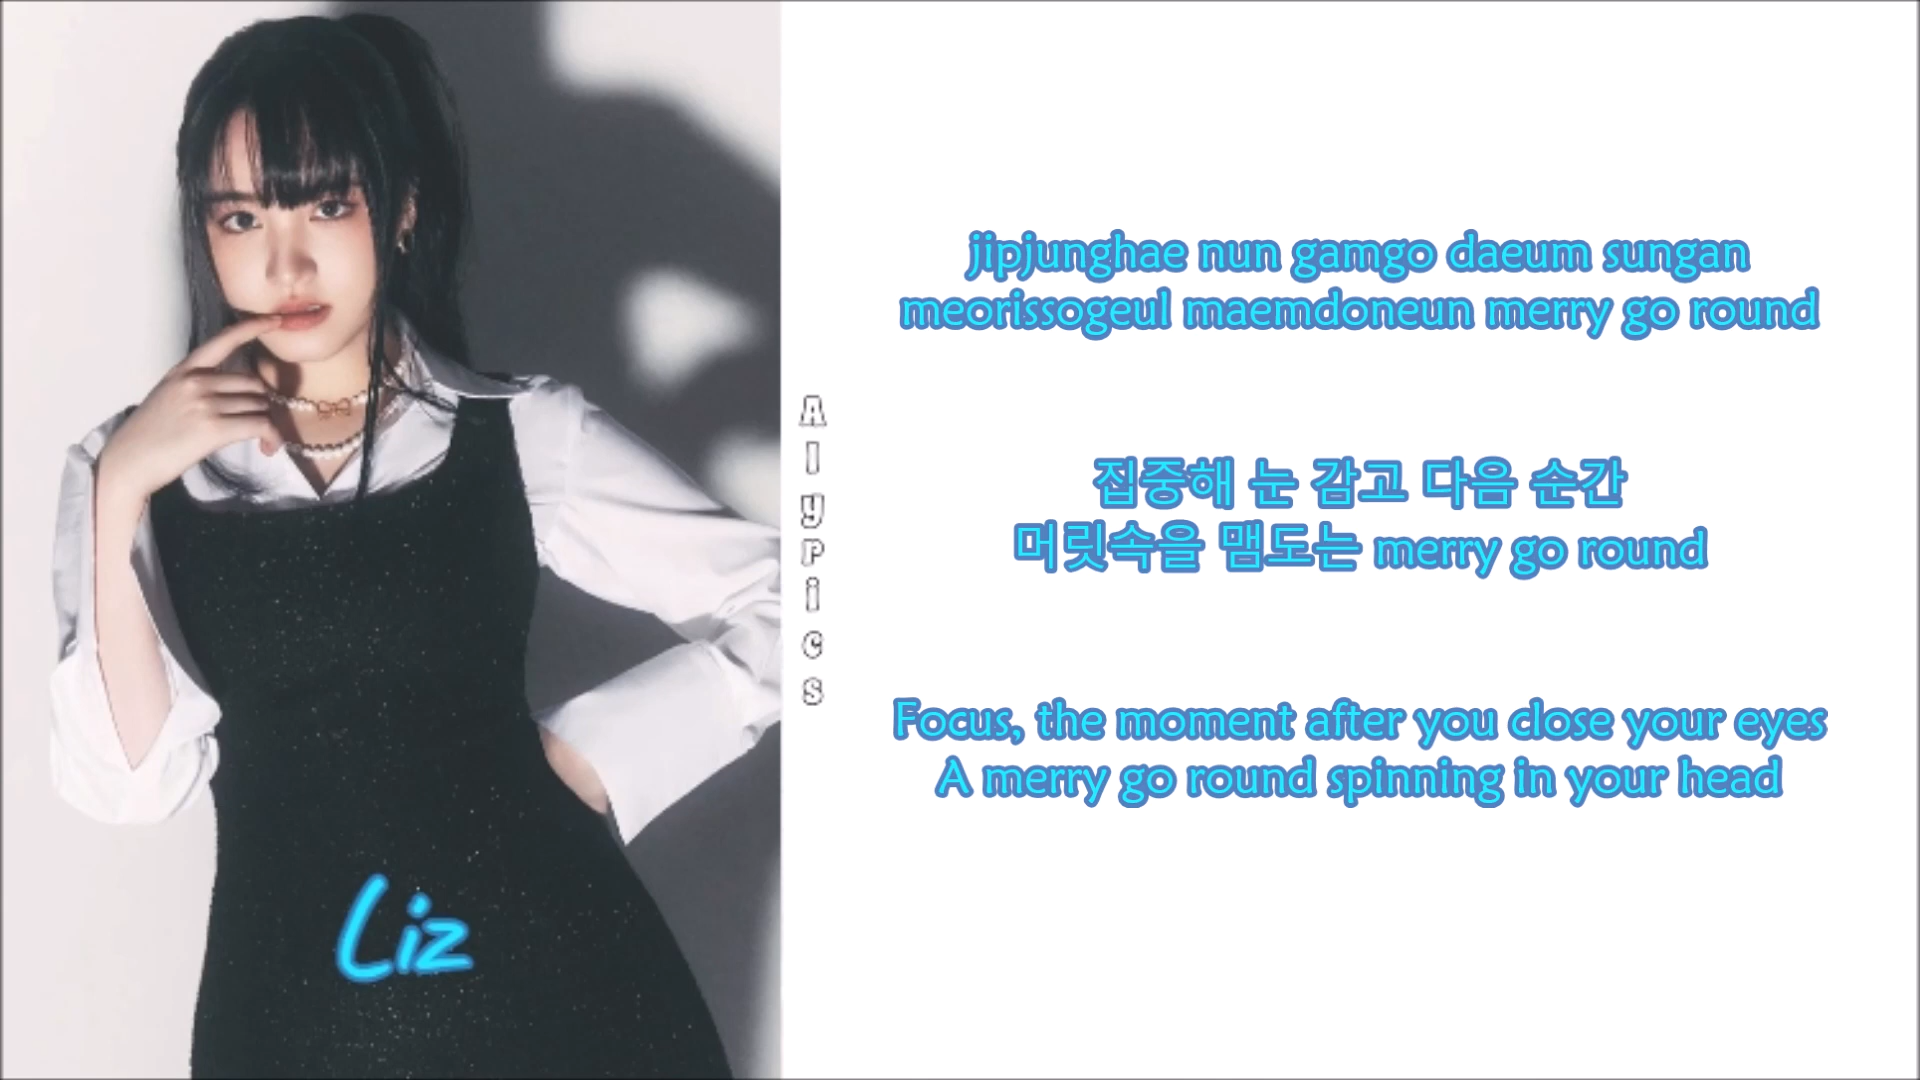 jipjunghae nun gamgo daeum sungan
meorissogeul maemdoneun merry go round
집중해 눈 감고 다음 순간
머릿속을 맴도는 merry go round
Focus, the moment after you close your eyes
A merry go round spinning in your head
Alypics
Liz